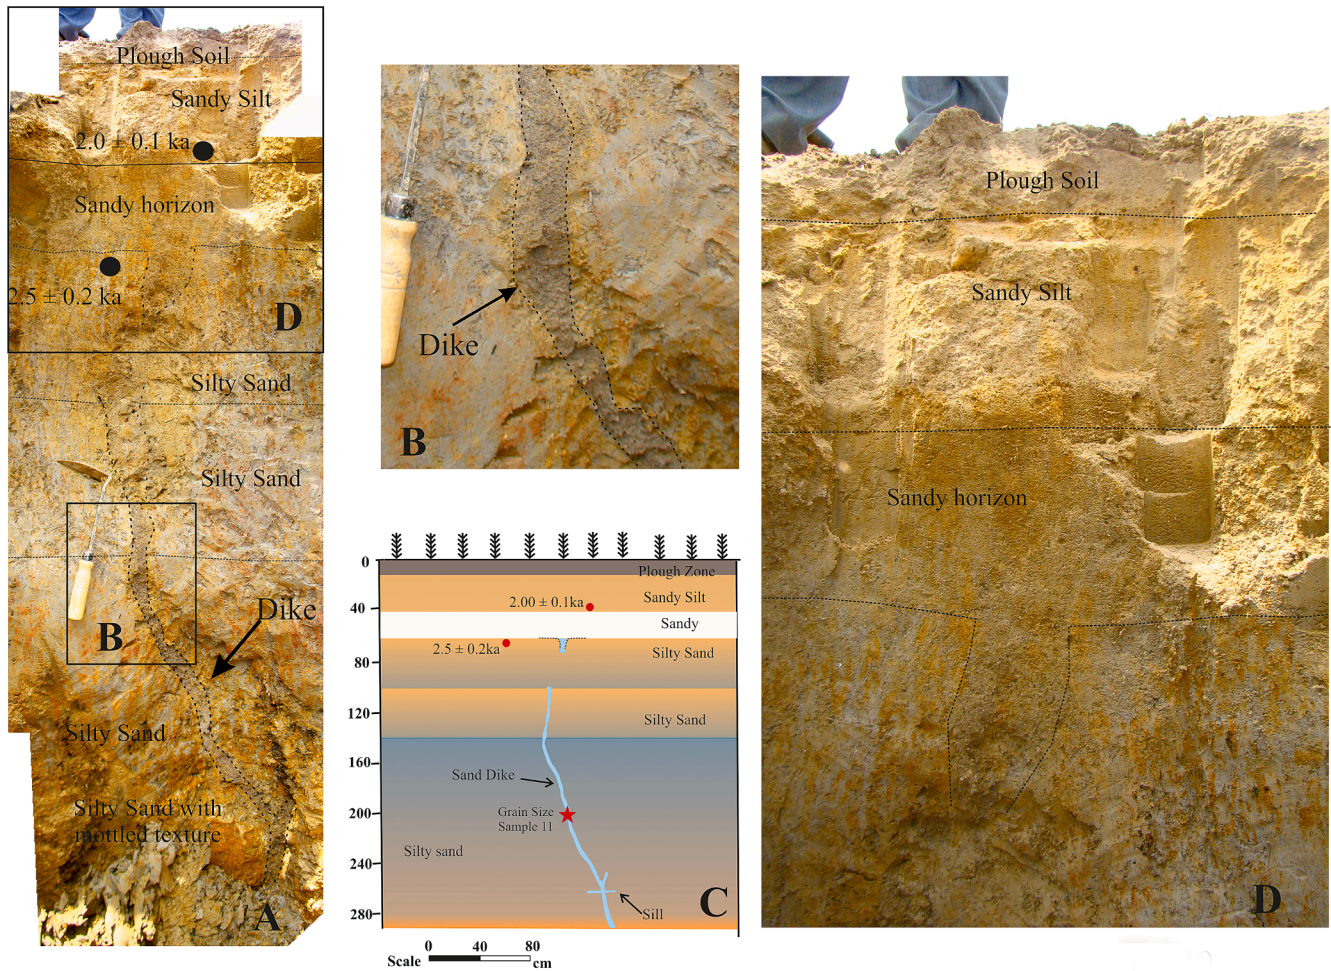 Plough Soil
Sandy Silt
2.0 ± 0.1 ka
Sandy horizon
2.5 ± 0.2 ka
D
Silty Sand
Silty Sand
B
Dike
Silty Sand
Silty Sand with
mottled texture
A
Dike
B
0
40
80
120
160
200
240
280
Plough Zone
Sandy Silt
2.00 ± 0.1ka
Sandy
2.5 ± 0.2ka
Silty Sand
Silty Sand
Sand Dike
Grain Size
Sample 11
Silty sand
C
Sill
0 40 80
Scale cm
Plough Soil
Sandy Silt
Sandy horizon
D